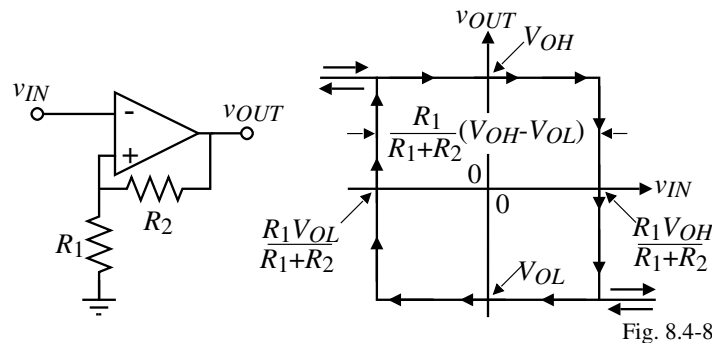 vIN
vOUT
-
+
R1
R2
vOUT
VOH
R1
R1+R2
(VOH-VOL)
0
0
vIN
R1VOL
R1+R2
R1VOH
R1+R2
VOL
Fig. 8.4-8